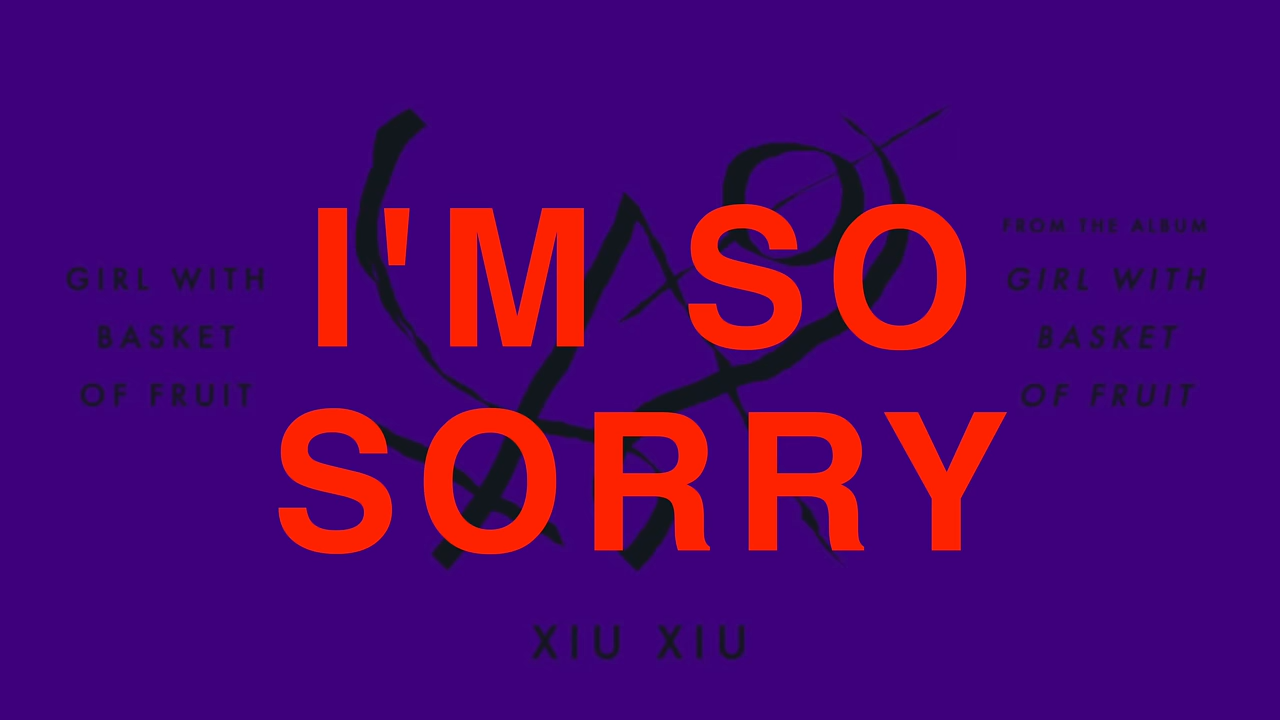 GIRL WITH
BASKET
OF FRUIT
I'M SO
SORRY
FROM THE ALBUM
GIRL WITH
BASKET
OF FRUIT
XIU XIU